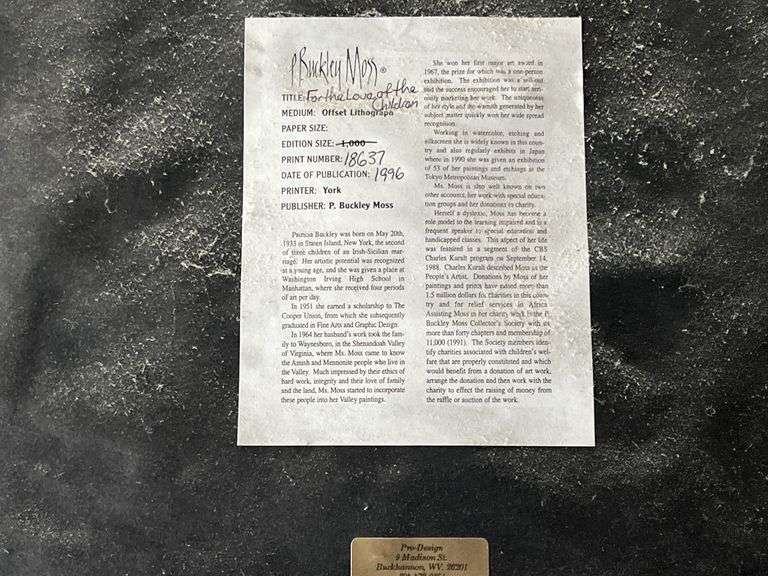 P Buckley Moss®
TITLE: For the Love of the
Children
MEDIUM: Offset Lithograph
PAPER SIZE:
EDITION SIZE: 1,000
PRINT NUMBER: 18637
DATE OF PUBLICATION: 1996
PRINTER: York
PUBLISHER: P. Buckley Moss
Patricia Buckley was born on May 20th,
1933 in Staten Island, New York, the second
of three children of an Irish-Sicilian mar-
riage. Her artistic potential was recognized
at a young age, and she was given a place at
Washington Irving High School in
Manhattan, where she received four periods
of art per day.
In 1951 she earned a scholarship to The
Cooper Union, from which she subsequently
graduated in Fine Arts and Graphic Design.
In 1964 her husband's work took the fam-
ily to Waynesboro, in the Shenandoah Valley
of Virginia, where Ms. Moss came to know
the Amish and Mennonite people who live in
the Valley. Much impressed by their ethics of
hard work, integrity and their love of family
and the land, Ms. Moss started to incorporate
these people into her Valley paintings.
She won her first major art award in
1967, the prize for which was a one-person
exhibition. The exhibition was a sell-out
and the success encouraged her to start seri-
ously marketing her work. The uniqueness
of her style and the warmth generated by her
subject matter quickly won her wide spread
recognition.
Working in watercolor, etching and
silkscreen she is widely known in this coun-
try and also regularly exhibits in Japan
where in 1990 she was given an exhibition
of 53 of her paintings and etchings at the
Tokyo Metropolitan Museum.
Ms. Moss is also well known on two
other accounts, her work with special educa-
tion groups and her donations to charity.
Herself a dyslexic, Moss has become a
role model to the learning impaired and is a
frequent speaker to special education and
handicapped classes. This aspect of her life
was featured in a segment of the CBS
Charles Kuralt program on September 14,
1988. Charles Kuralt described Moss as the
People's Artist. Donations by Moss of her
paintings and prints have raised more than
1.5 million dollars for charities in this coun-
try and for relief services in Africa.
Assisting Moss in her charity work is the P.
Buckley Moss Collector's Society with its
more than forty chapters and membership of
11,000 (1991). The Society members iden-
tify charities associated with children's wel-
fare that are properly constituted and which
would benefit from a donation of art work,
arrange the donation and then work with the
charity to effect the raising of money from
the raffle or auction of the work.
Pro-Design
9 Madison St.
Buckhannon, WV. 26201